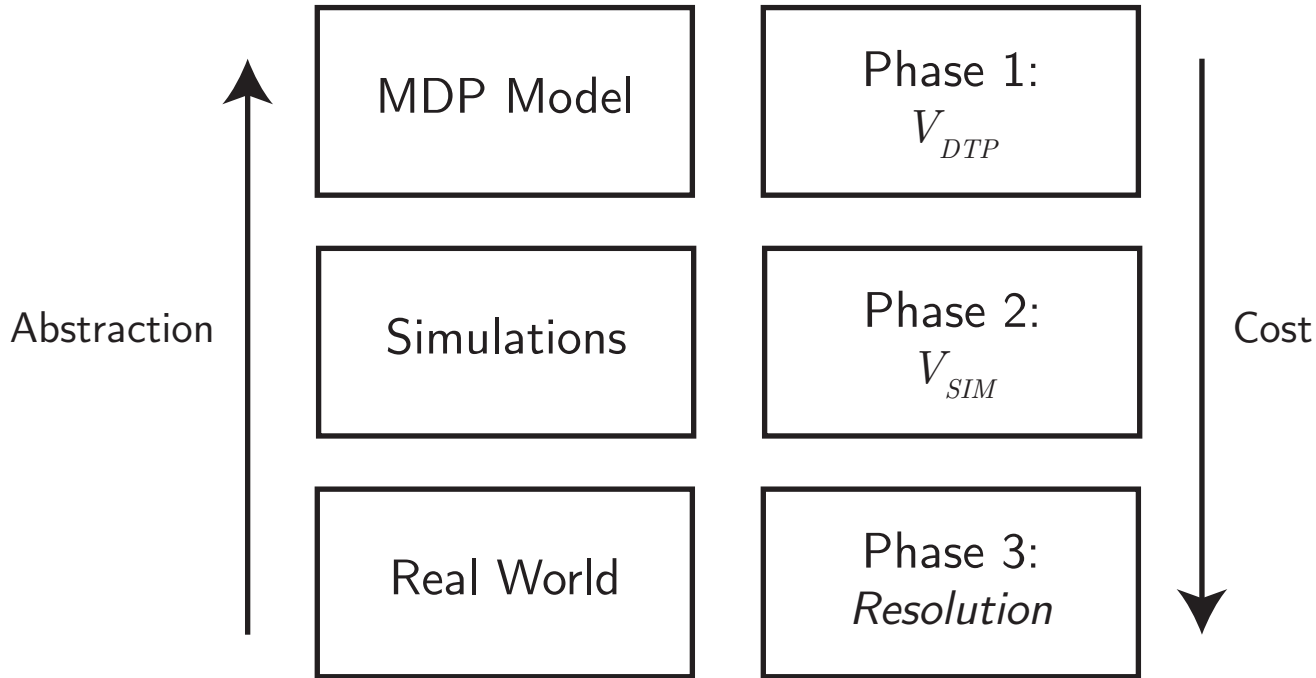 MDP Model
Phase 1:
V_DTP
Abstraction
Simulations
Phase 2:
V_SIM
Cost
Real World
Phase 3:
Resolution